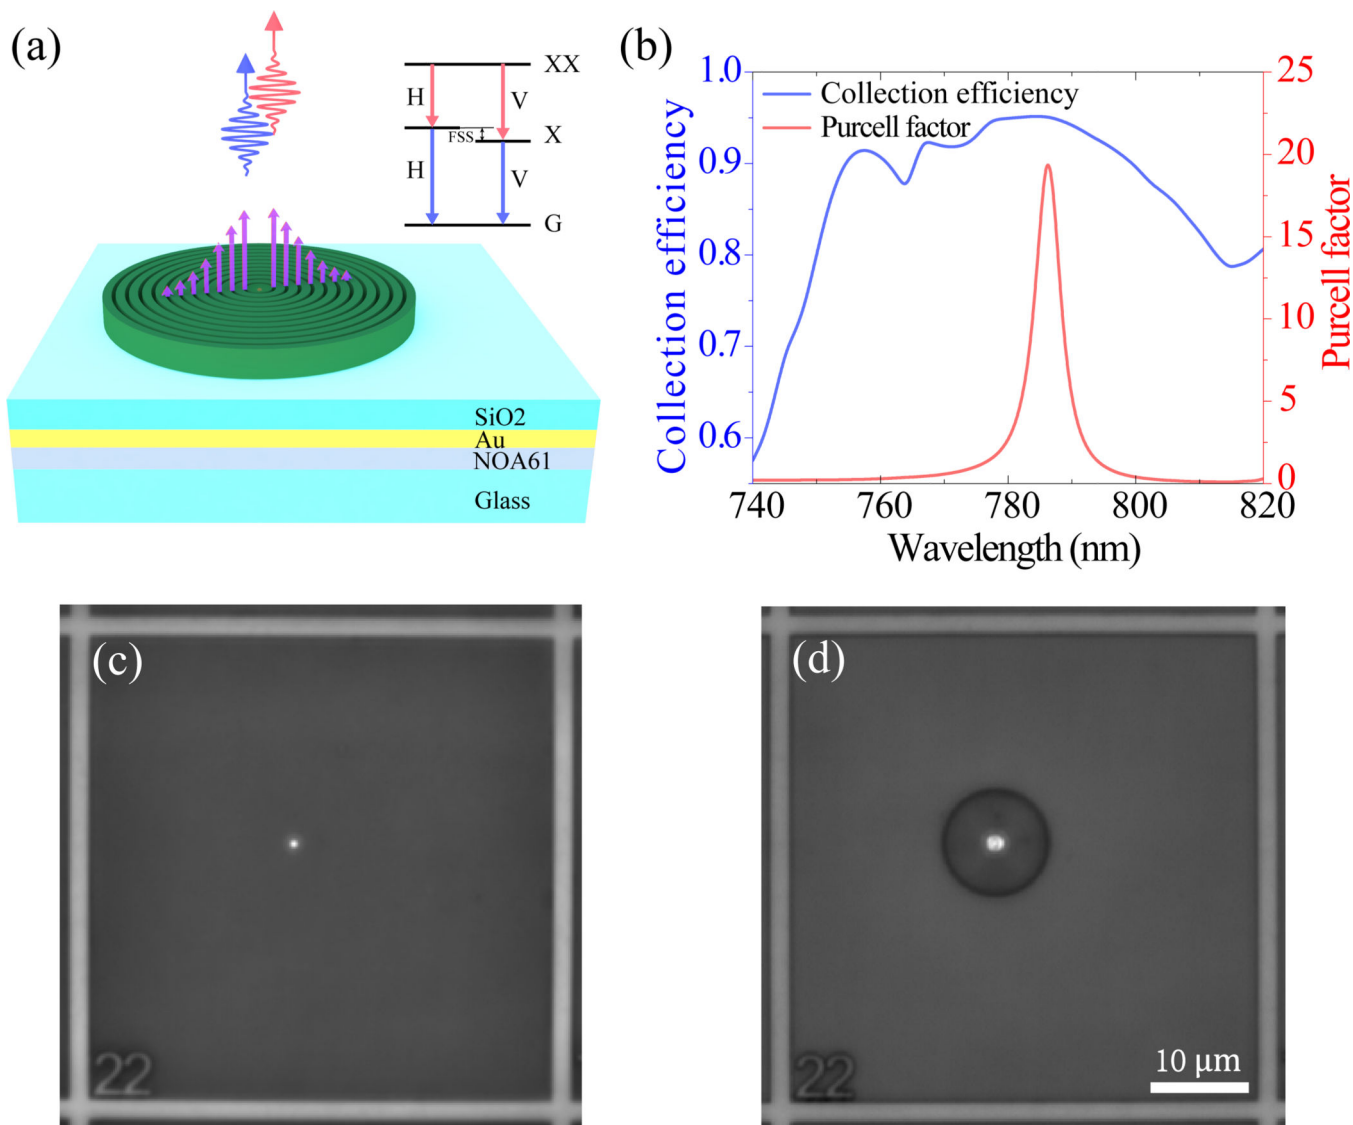 (a)
XX
H
V
FSS
X
H
V
G
SiO2
Au
NOA61
Glass
(b)
Collection efficiency
Purcell factor
1.0
0.9
0.8
0.7
0.6
Collection efficiency
25
20
15
10
5
0
Purcell factor
740
760
780
800
820
Wavelength (nm)
(c)
22
(d)
22
10 μm